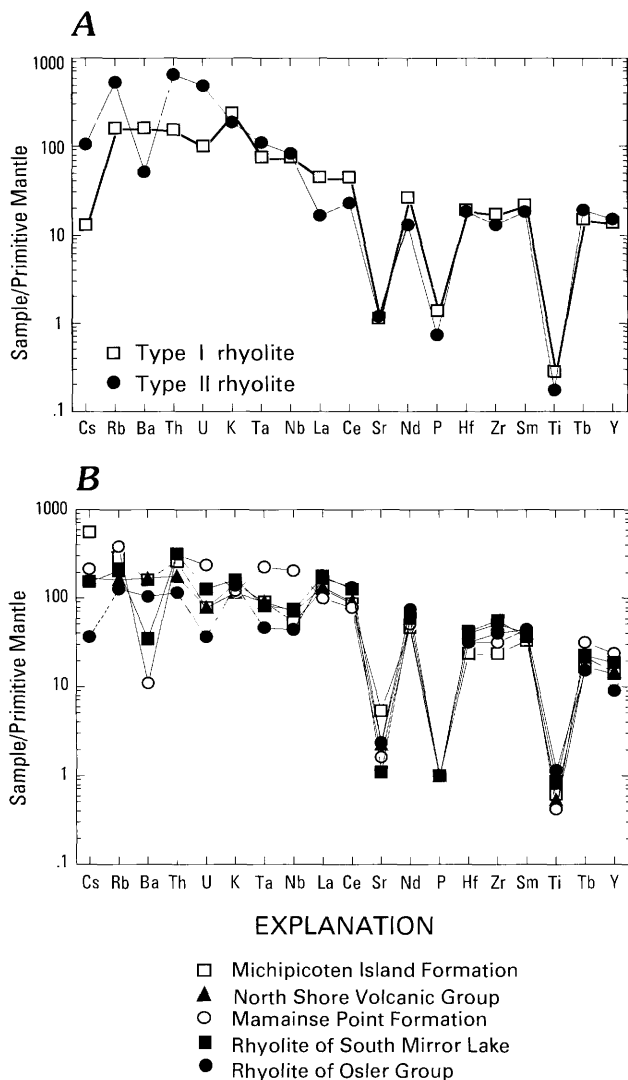 A
1000
100
10
1
.1
Sample/Primitive Mantle
Type I rhyolite
Type II rhyolite
Cs Rb Ba Th U K Ta Nb La Ce Sr Nd P Hf Zr Sm Ti Tb Y
B
1000
100
10
1
.1
Sample/Primitive Mantle
Cs Rb Ba Th U K Ta Nb La Ce Sr Nd P Hf Zr Sm Ti Tb Y
EXPLANATION
Michipicoten Island Formation
North Shore Volcanic Group
Mamainse Point Formation
Rhyolite of South Mirror Lake
Rhyolite of Osler Group